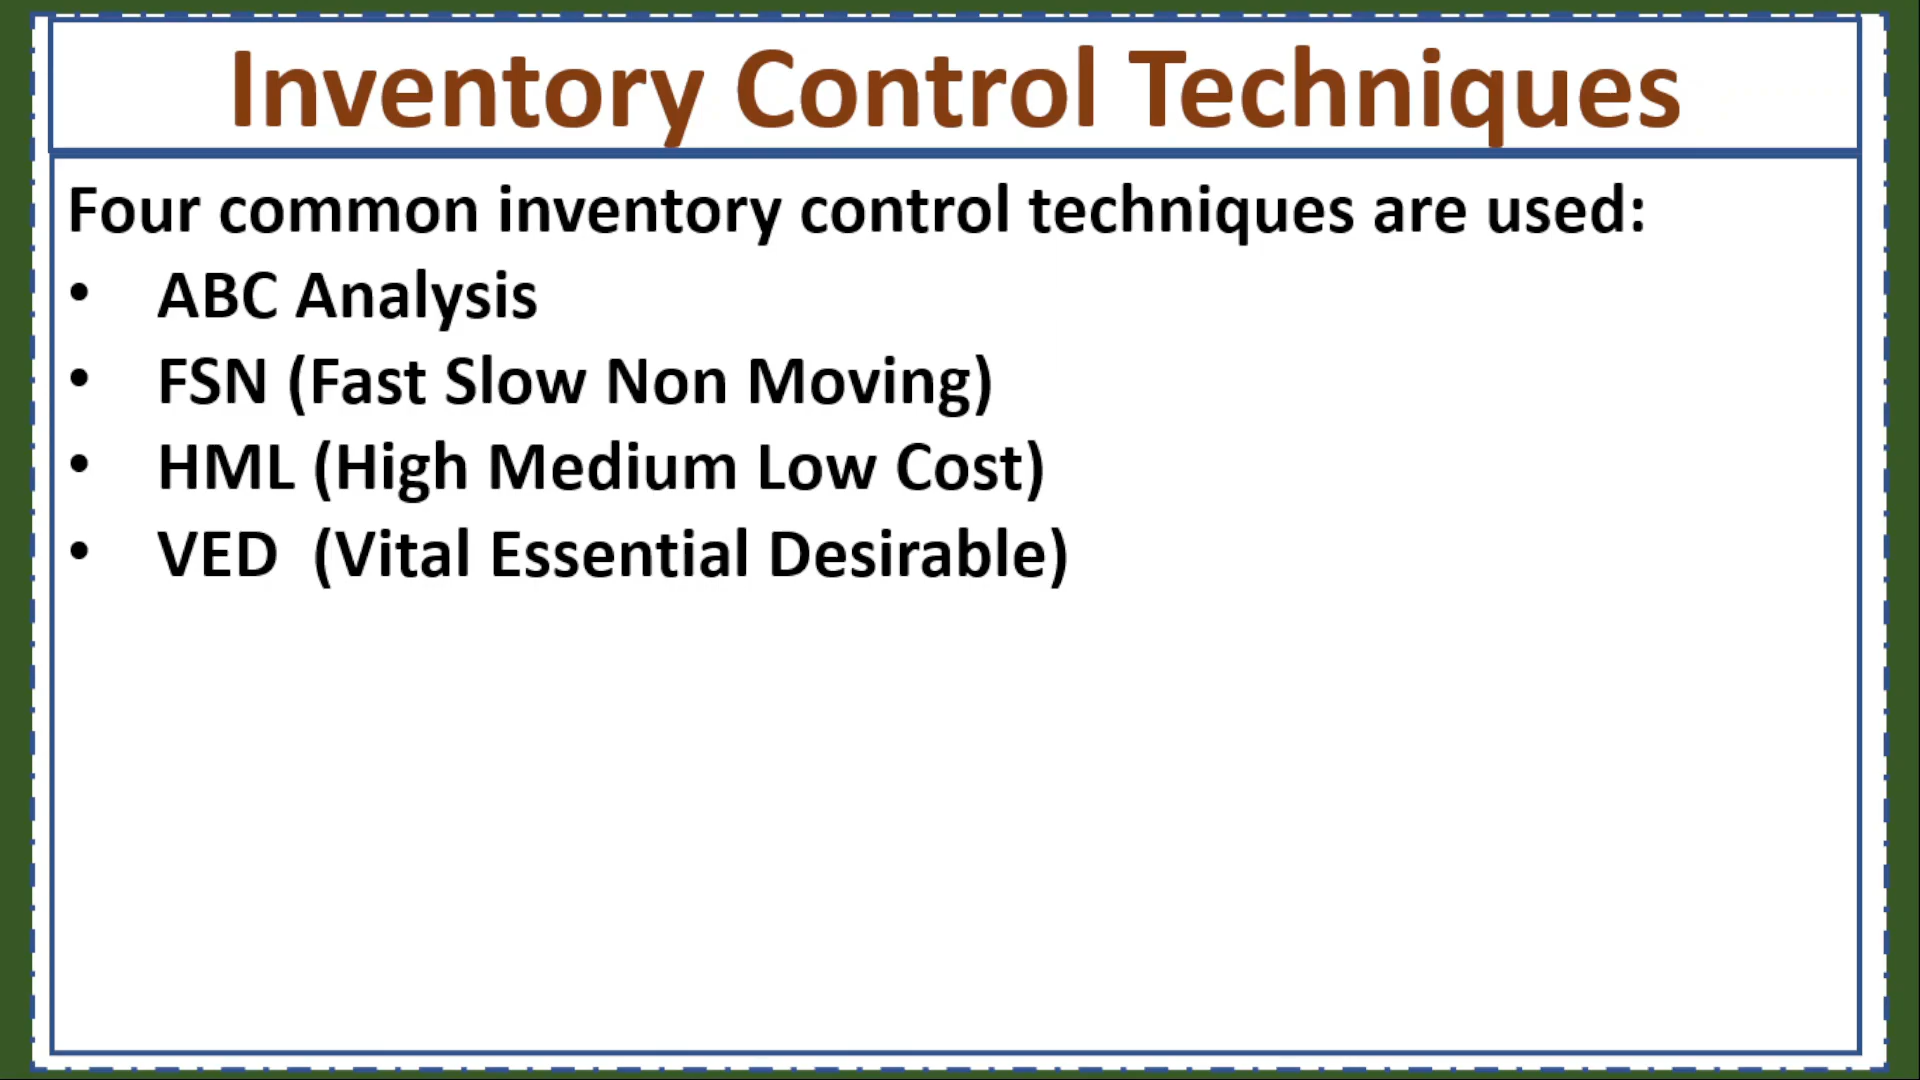 Inventory Control Techniques
Four common inventory control techniques are used:
• ABC Analysis
• FSN (Fast Slow Non Moving)
• HML (High Medium Low Cost)
• VED  (Vital Essential Desirable)